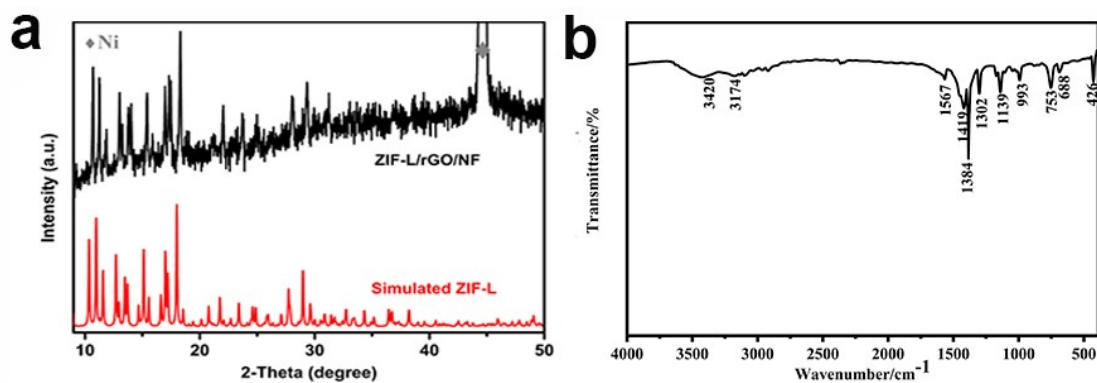 a
Ni
Intensity (a.u.)
ZIF-L/rGO/NF
Simulated ZIF-L
10 20 30 40 50
2-Theta (degree)
b
Transmittance/%
3420
3174
1567
1419
1384
1302
1139
993
753
688
426
4000 3500 3000 2500 2000 1500 1000 500
Wavenumber/cm-1